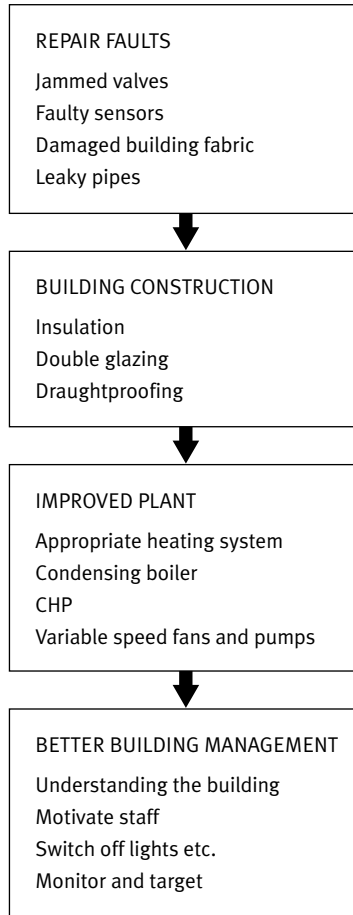 REPAIR FAULTS
Jammed valves
Faulty sensors
Damaged building fabric
Leaky pipes
BUILDING CONSTRUCTION
Insulation
Double glazing
Draughtproofing
IMPROVED PLANT
Appropriate heating system
Condensing boiler
CHP
Variable speed fans and pumps
BETTER BUILDING MANAGEMENT
Understanding the building
Motivate staff
Switch off lights etc.
Monitor and target